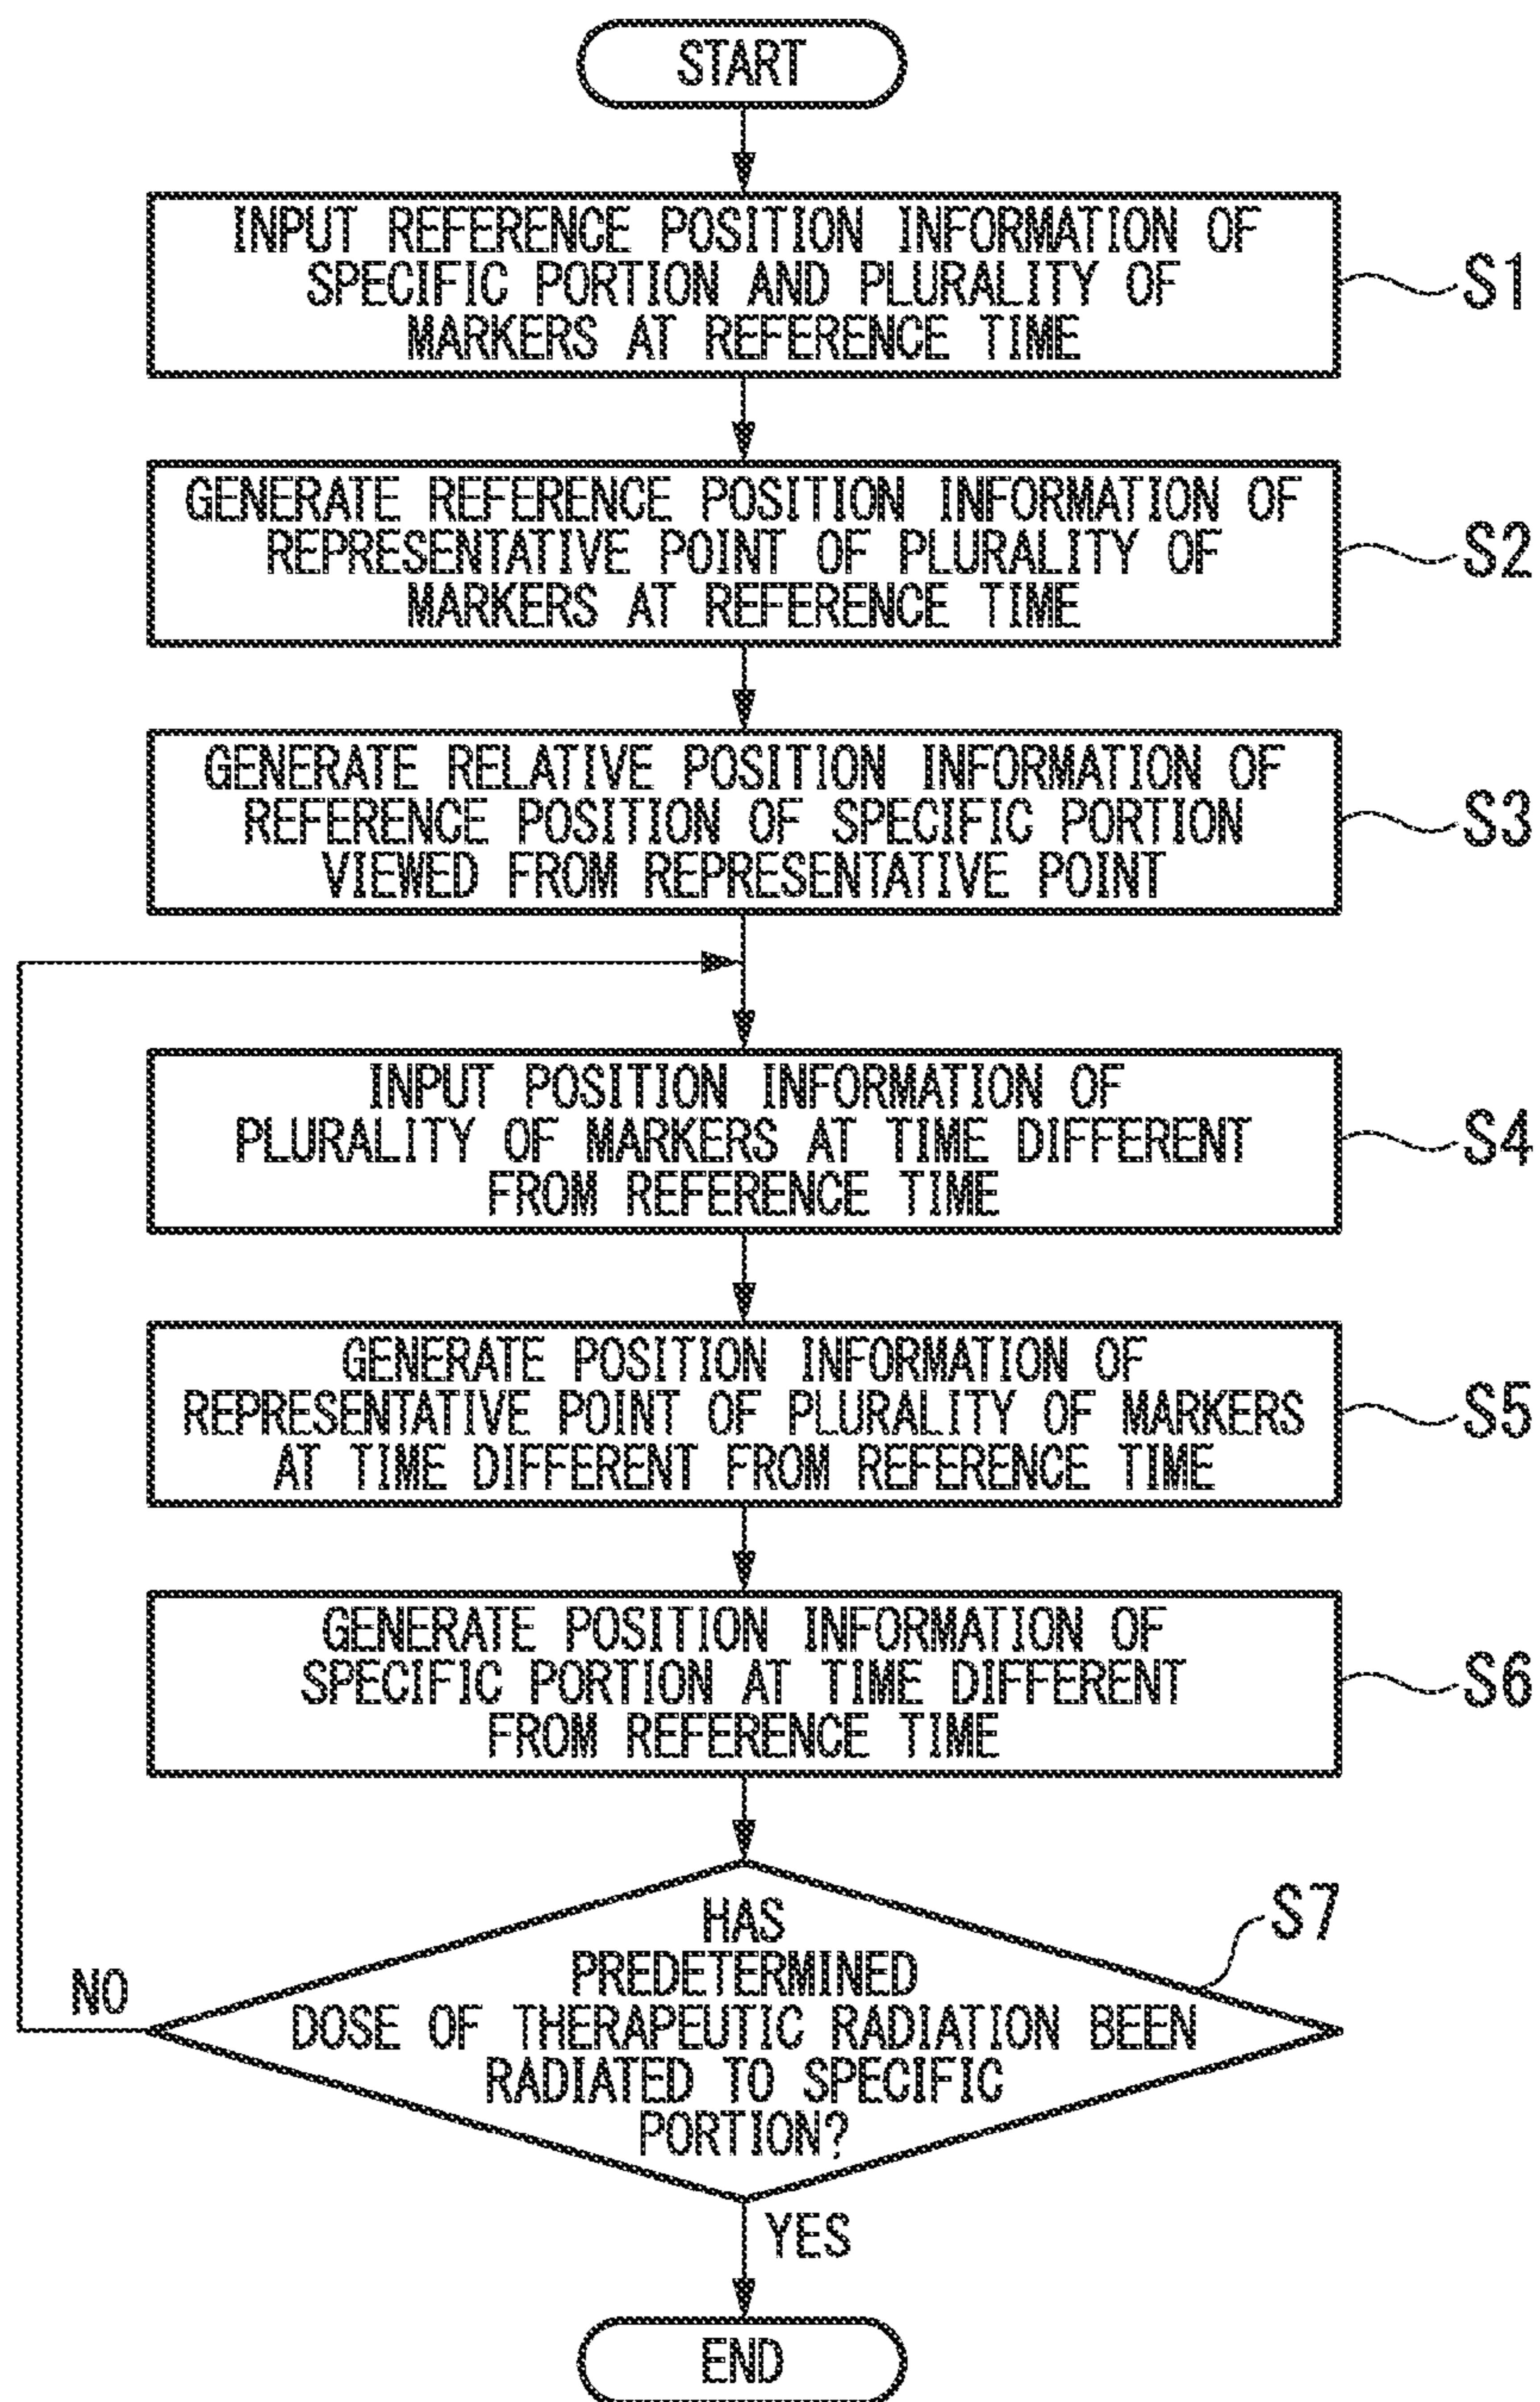 START
INPUT REFERENCE POSITION INFORMATION OF
SPECIFIC PORTION AND PLURALITY OF
MARKERS AT REFERENCE TIME
S1
GENERATE REFERENCE POSITION INFORMATION OF
REPRESENTATIVE POINT OF PLURALITY OF
MARKERS AT REFERENCE TIME
S2
GENERATE RELATIVE POSITION INFORMATION OF
REFERENCE POSITION OF SPECIFIC PORTION
VIEWED FROM REPRESENTATIVE POINT
S3
INPUT POSITION INFORMATION OF
PLURALITY OF MARKERS AT TIME DIFFERENT
FROM REFERENCE TIME
S4
GENERATE POSITION INFORMATION OF
REPRESENTATIVE POINT OF PLURALITY OF MARKERS
AT TIME DIFFERENT FROM REFERENCE TIME
S5
GENERATE POSITION INFORMATION OF
SPECIFIC PORTION AT TIME DIFFERENT
FROM REFERENCE TIME
S6
HAS
PREDETERMINED
DOSE OF THERAPEUTIC RADIATION BEEN
RADIATED TO SPECIFIC
PORTION?
S7
NO
YES
END